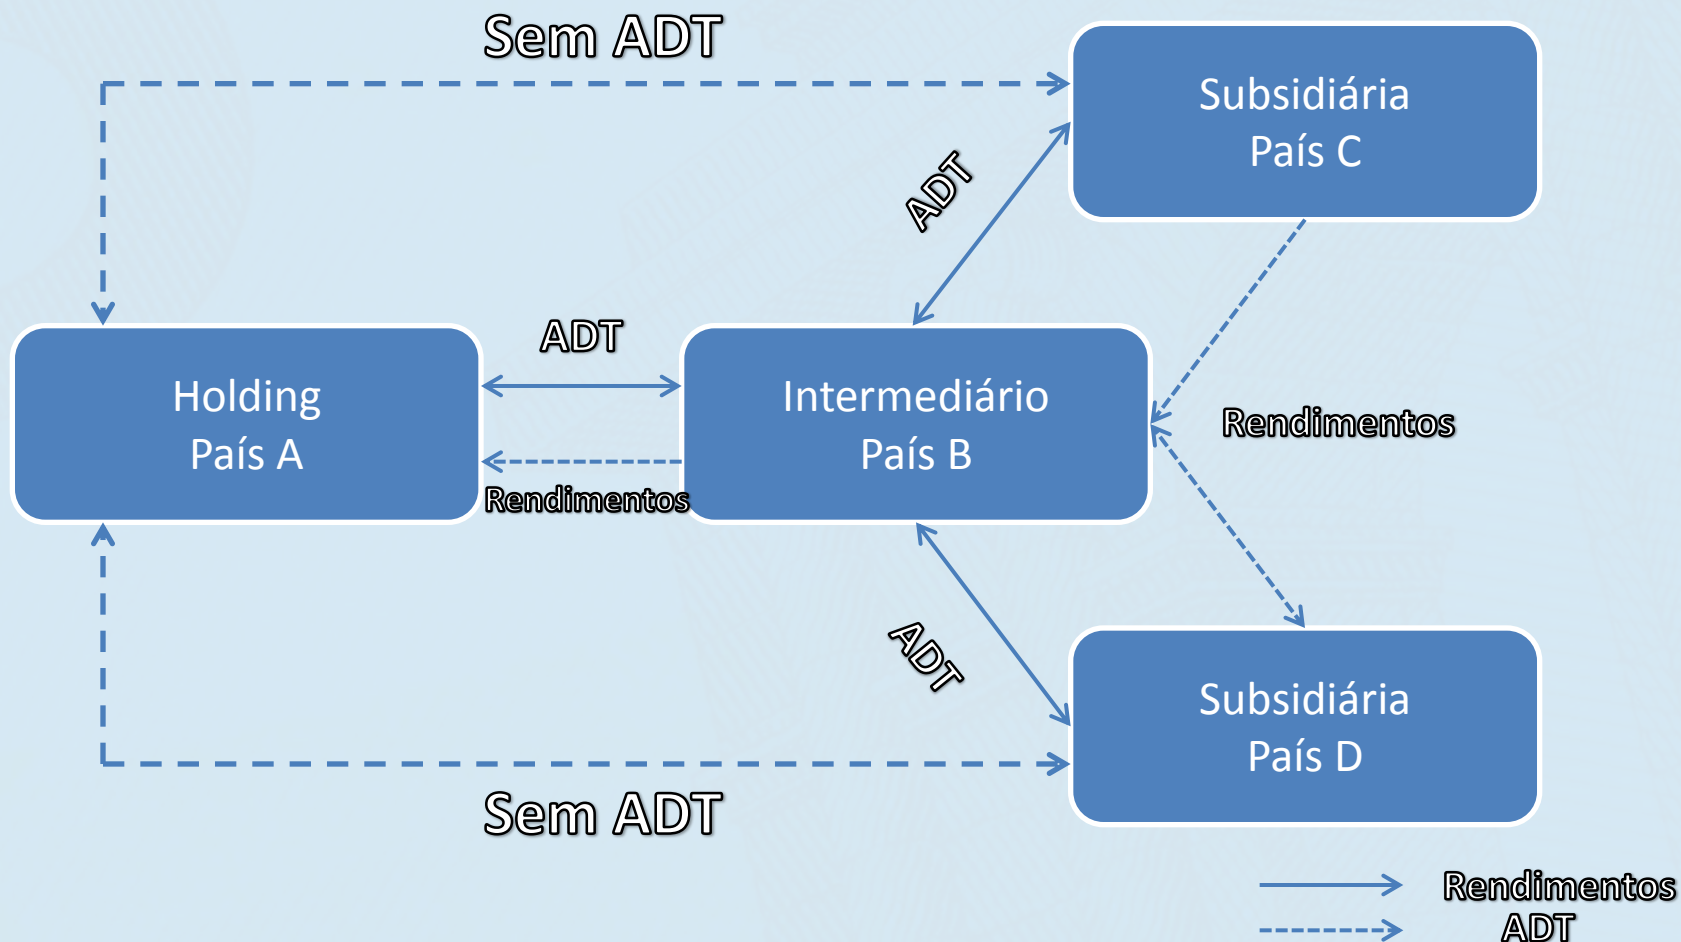 Sem ADT
Subsidiária
País C
ADT
ADT
Holding
País A
Intermediário
País B
Rendimentos
Rendimentos
ADT
Subsidiária
País D
Sem ADT
Rendimentos
ADT